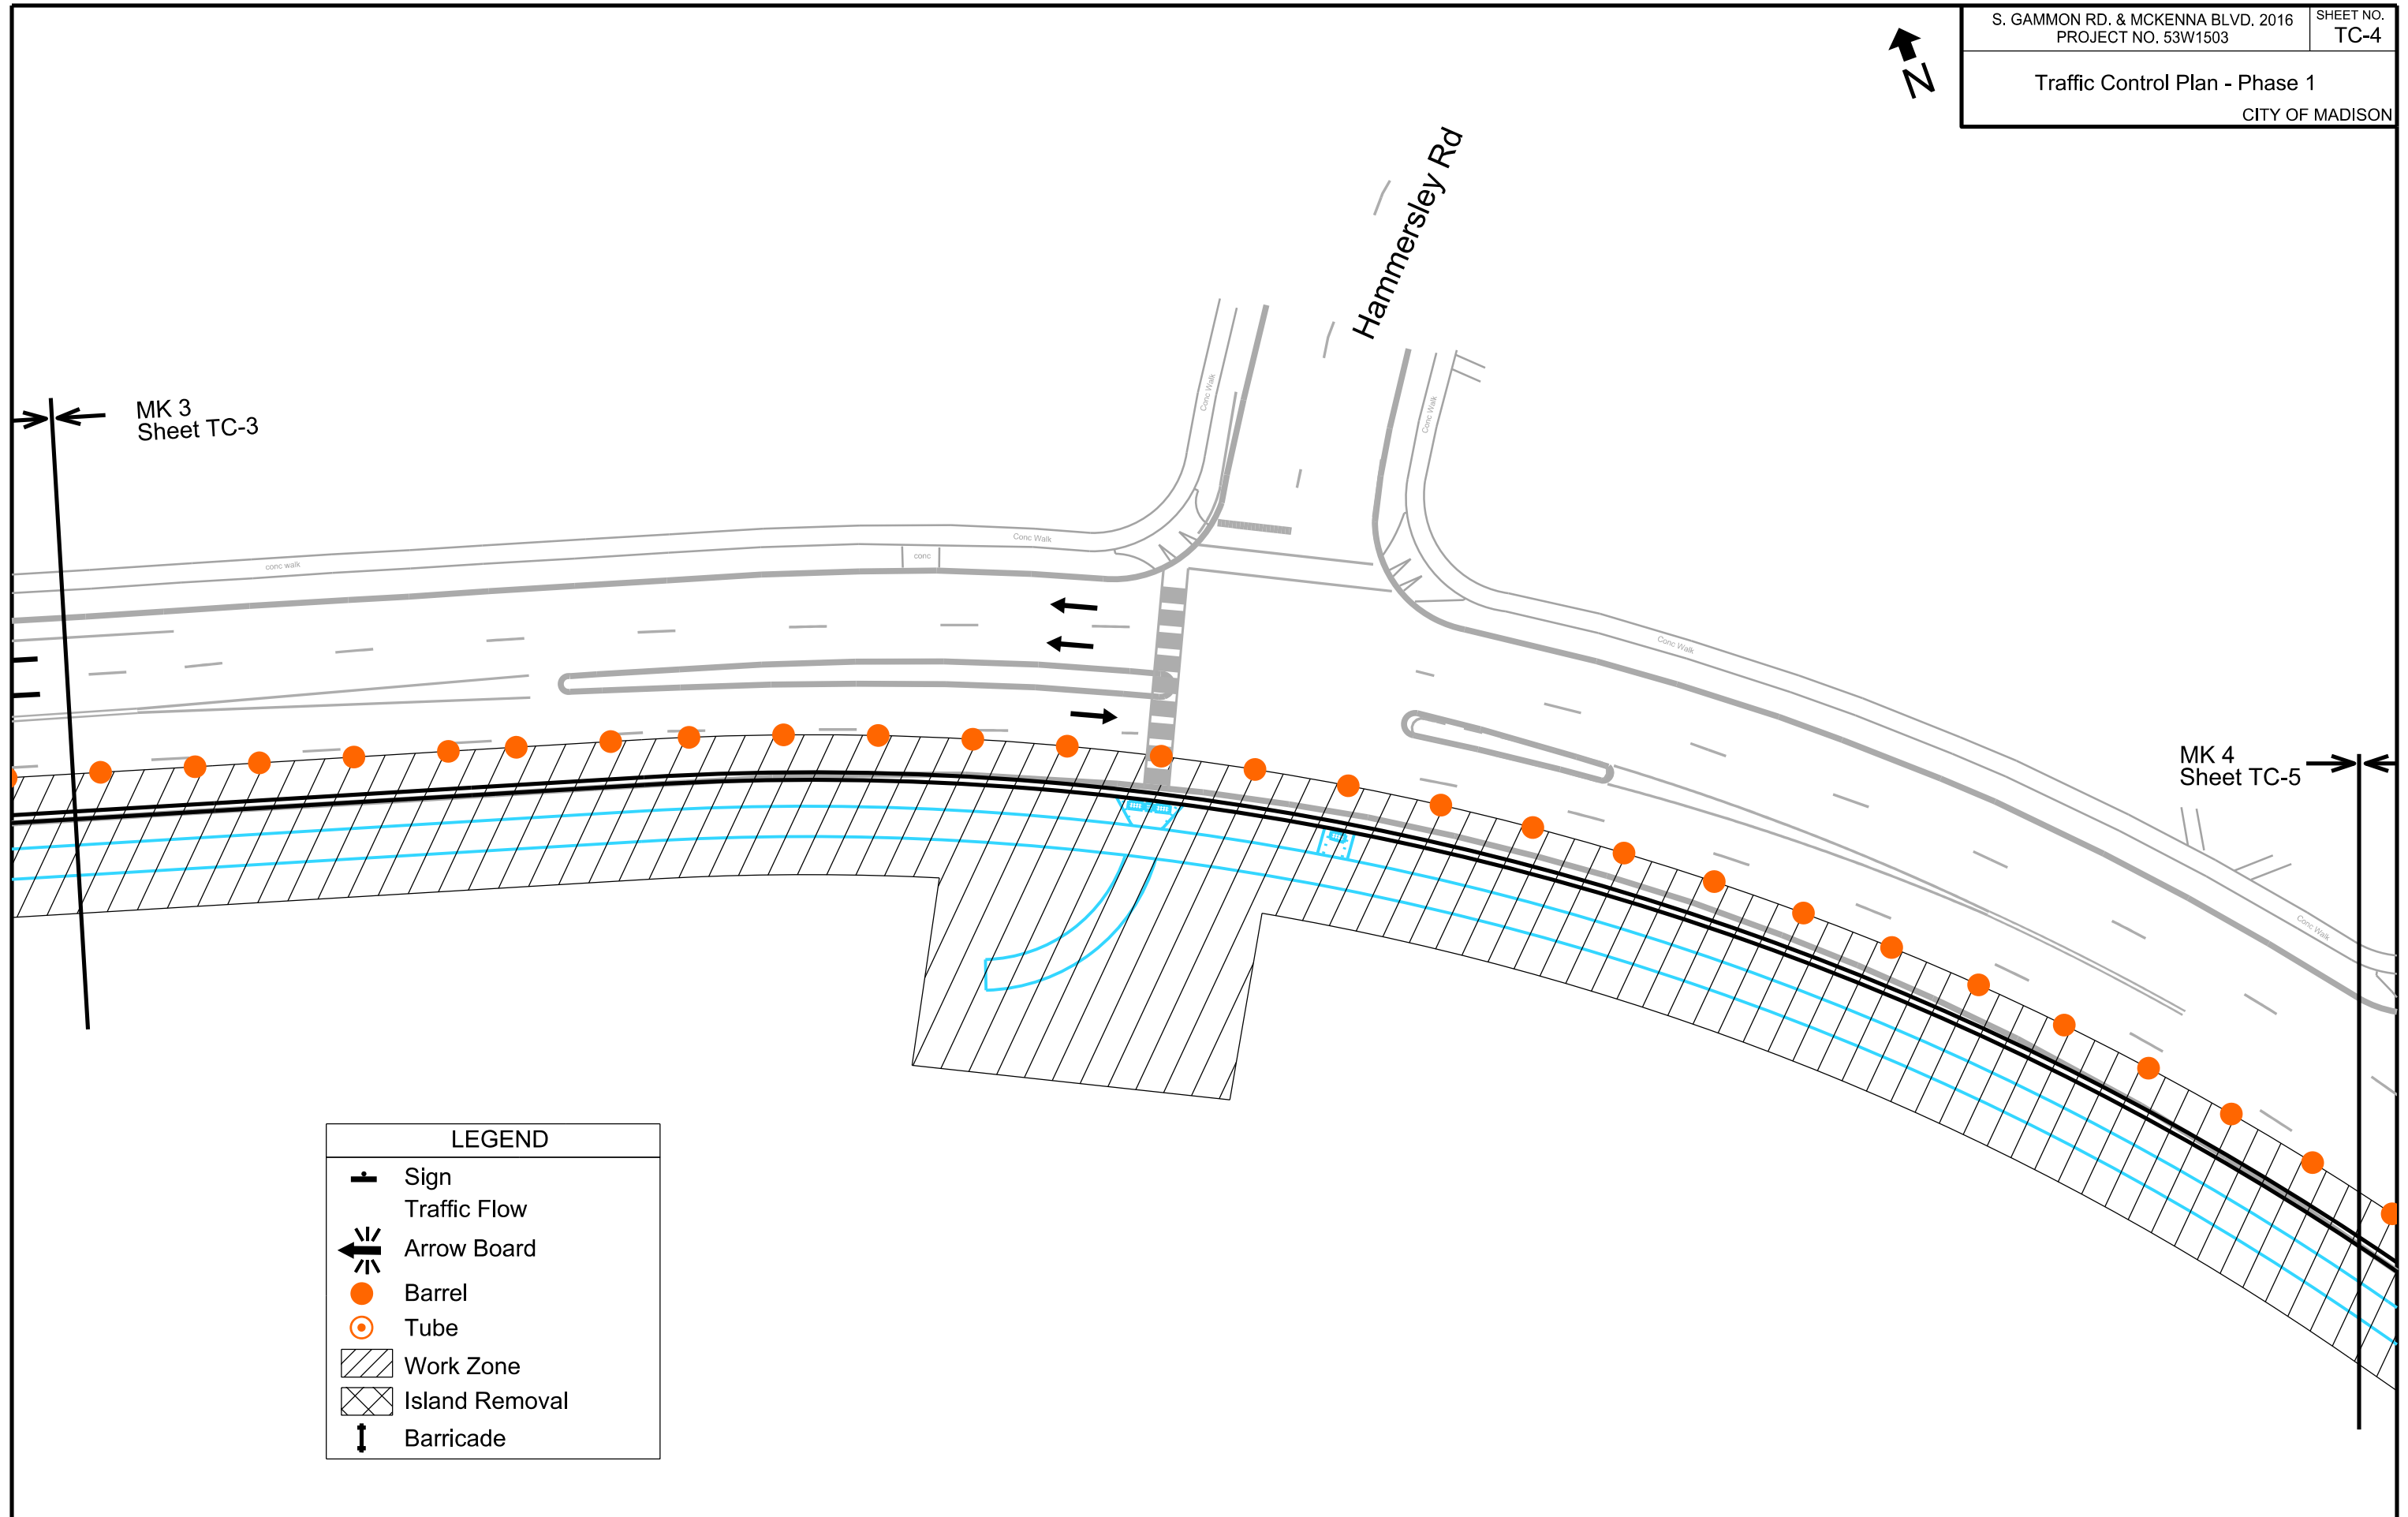 S. GAMMON RD. & MCKENNA BLVD. 2016
PROJECT NO. 53W1503
SHEET NO.
TC-4
Traffic Control Plan - Phase 1
CITY OF MADISON
N
Hammersley Rd
MK 3
Sheet TC-3
Conc Walk
Conc Walk
conc walk
conc
Conc Walk
Conc Walk
MK 4
Sheet TC-5
Conc Walk
LEGEND
Sign
Traffic Flow
Arrow Board
Barrel
Tube
Work Zone
Island Removal
Barricade